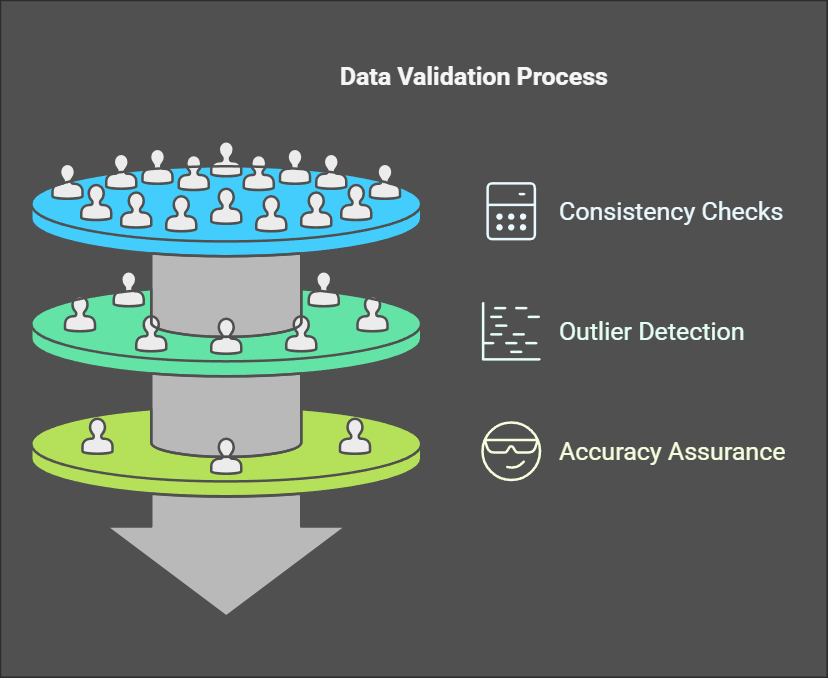 Data Validation Process
Consistency Checks
Outlier Detection
Accuracy Assurance